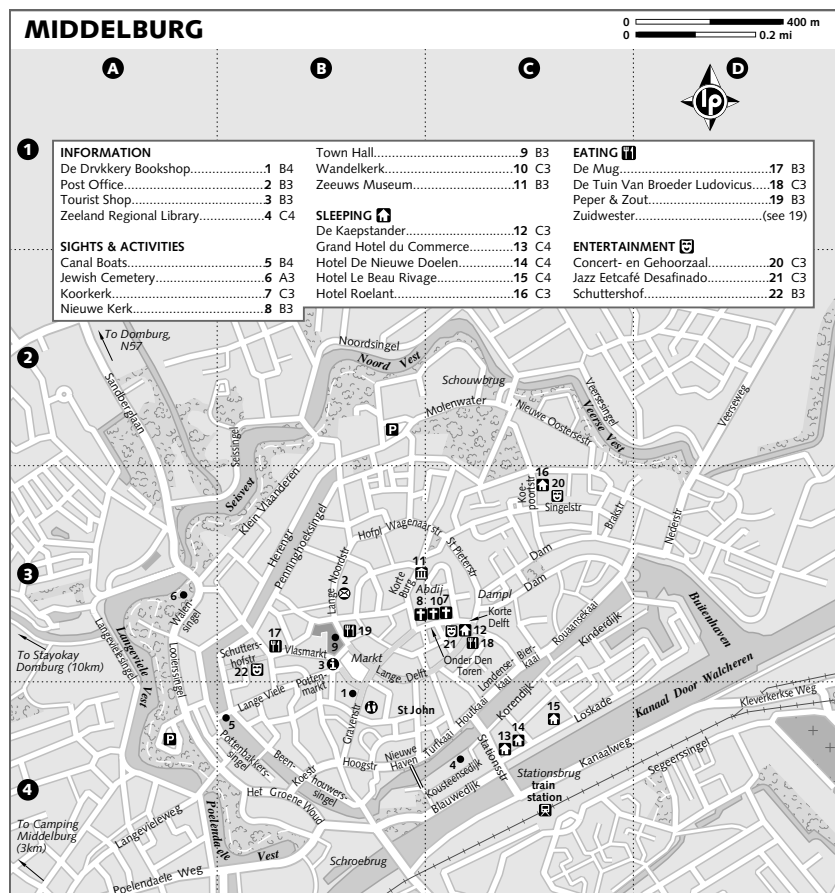 MIDDELBURG
0 400 m
0 0.2 mi
A B C D
1
INFORMATION
De Drvkkery Bookshop 1 B4
Post Office 2 B3
Tourist Shop 3 B3
Zeeland Regional Library 4 C4
SIGHTS & ACTIVITIES
Canal Boats 5 B4
Jewish Cemetery 6 A3
Koorkerk 7 C3
Nieuwe Kerk 8 B3
Town Hall 9 B3
Wandelkerk 10 C3
Zeeuws Museum 11 B3
SLEEPING
De Kaepstander 12 C3
Grand Hotel du Commerce 13 C4
Hotel De Nieuwe Doelen 14 C4
Hotel Le Beau Rivage 15 C4
Hotel Roelant 16 C3
EATING
De Mug 17 B3
De Tuin Van Broeder Ludovicus 18 C3
Peper & Zout 19 B3
Zuidwester (see 19)
ENTERTAINMENT
Concert- en Gehoorzaal 20 C3
Jazz Eetcafé Desafinado 21 C3
Schuttershof 22 B3
lp
To Domburg,
N57
2
Noordsingel
Noord Vest
Schouwbrug
Molenwater
Nieuwe Oostersestr
Veersesingel
Veerse Vest
Veerseweg
Sandberglaan
Seissingel
Seisvest
P
Klein Vlaanderen
Herengr
Penninghoeksingel
Hofpl
Wagenaarstr
St Pieterstr
Koepoortstr
16
20
Singelstr
Brakstr
Nederstr
3
Dam
Dam
11
Abdij
Dampl
Korte Burg
Lange Noordstr
2
8 10 7
Korte
Delft
6
Walensingel
Langevielesingel
Langeviele Vest
Looierssingel
To Stayokay
Domburg (10km)
17
Schuttershofstr
22
Vlasmarkt
19
9
3
Markt
Lange Delft
21
12
18
Onder Den
Toren
Rouaansekaai
Kinderdijk
Bierkaai
Londensekaai
Buitenhaven
Kanaal Door Walcheren
Kleverkerkse Weg
Lange Viele
Pottenmarkt
1
Gravenstr
St John
Houtkaai
Korendijk
15
Loskade
14
13
Turfkaai
Nieuwe
Haven
Stationsstr
5
P
Pottenbakkerssingel
Koestr
Beenhouwerssingel
Hoogstr
4
Kousteensedijk
Blauwedijk
Kanaalweg
Segeerssingel
Stationsbrug
train
station
4
Het Groene Woud
Langevieleweg
Poelendaele Vest
Schroebrug
To Camping
Middelburg
(3km)
Poelendaele Weg